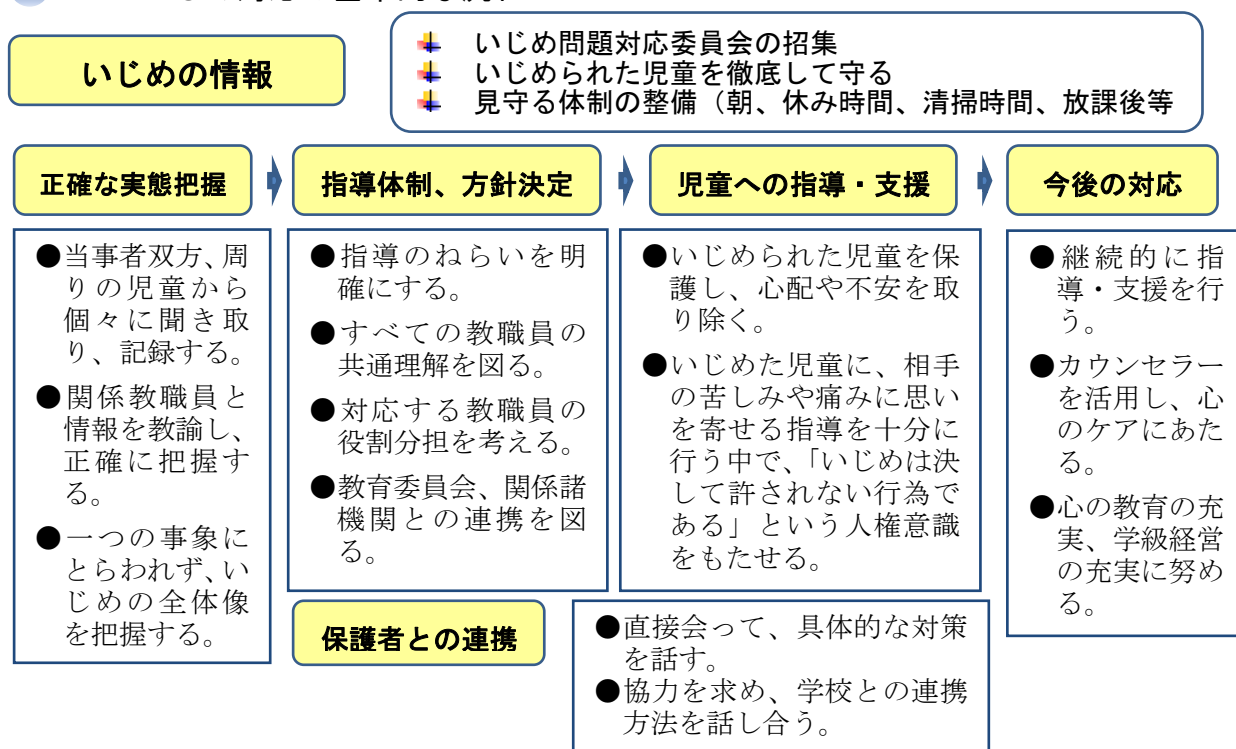 いじめの情報
いじめ問題対応委員会の招集
いじめられた児童を徹底して守る
見守る体制の整備（朝、休み時間、清掃時間、放課後等
正確な実態把握
指導体制、方針決定
児童への指導・支援
今後の対応
●当事者双方、周
りの児童から
個々に聞き取
り、記録する。
●関係教職員と
情報を教諭し、
正確に把握す
る。
●一つの事象に
とらわれず、い
じめの全体像
を把握する。
●指導のねらいを明
確にする。
●すべての教職員の
共通理解を図る。
●対応する教職員の
役割分担を考える。
●教育委員会、関係諸
機関との連携を図
る。
●いじめられた児童を保
護し、心配や不安を取
り除く。
●いじめた児童に、相手
の苦しみや痛みに思い
を寄せる指導を十分に
行う中で、「いじめは決
して許されない行為で
ある」という人権意識
をもたせる。
●継続的に指
導・支援を行
う。
●カウンセラー
を活用し、心
のケアにあた
る。
●心の教育の充
実、学級経営
の充実に努め
る。
保護者との連携
●直接会って、具体的な対策
を話す。
●協力を求め、学校との連携
方法を話し合う。